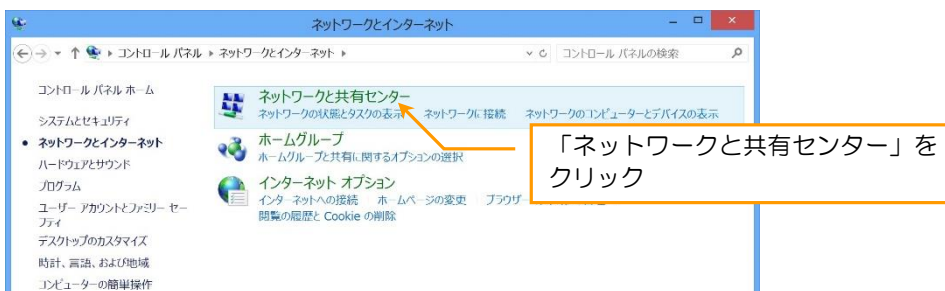 ネットワークとインターネット
コントロール パネル ネットワークとインターネット
コントロール パネルの検索
コントロール パネル ホーム
システムとセキュリティ
ネットワークとインターネット
ハードウェアとサウンド
プログラム
ユーザー アカウントとファミリー セー
フティ
デスクトップのカスタマイズ
時計、言語、および地域
コンピューターの簡単操作
ネットワークと共有センター
ネットワークの状態とタスクの表示 ネットワークに接続 ネットワークのコンピューターとデバイスの表示
ホームグループ
ホームグループと共有に関するオプションの選択
インターネット オプション
インターネットへの接続 ホーム ページの変更 ブラウザー
閲覧の履歴と Cookie の削除
「ネットワークと共有センター」を
クリック